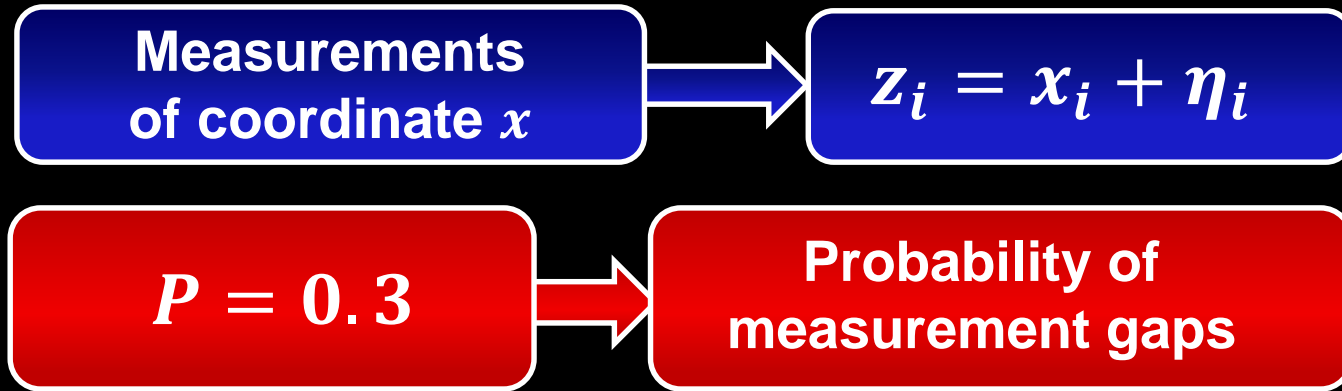 Measurements
of coordinate x
z_i = x_i + η_i
P = 0.3
Probability of
measurement gaps